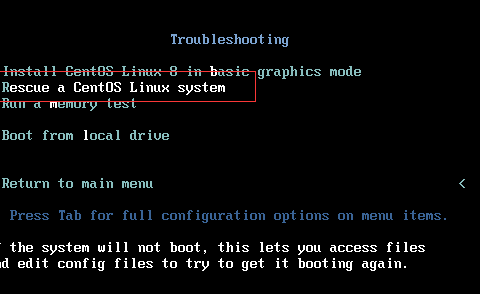 Troubleshooting
Install CentOS Linux 8 in basic graphics mode
Rescue a CentOS Linux system
Run a memory test
Boot from local drive
Return to main menu <
Press Tab for full configuration options on menu items.
the system will not boot, this lets you access files
edit config files to try to get it booting again.